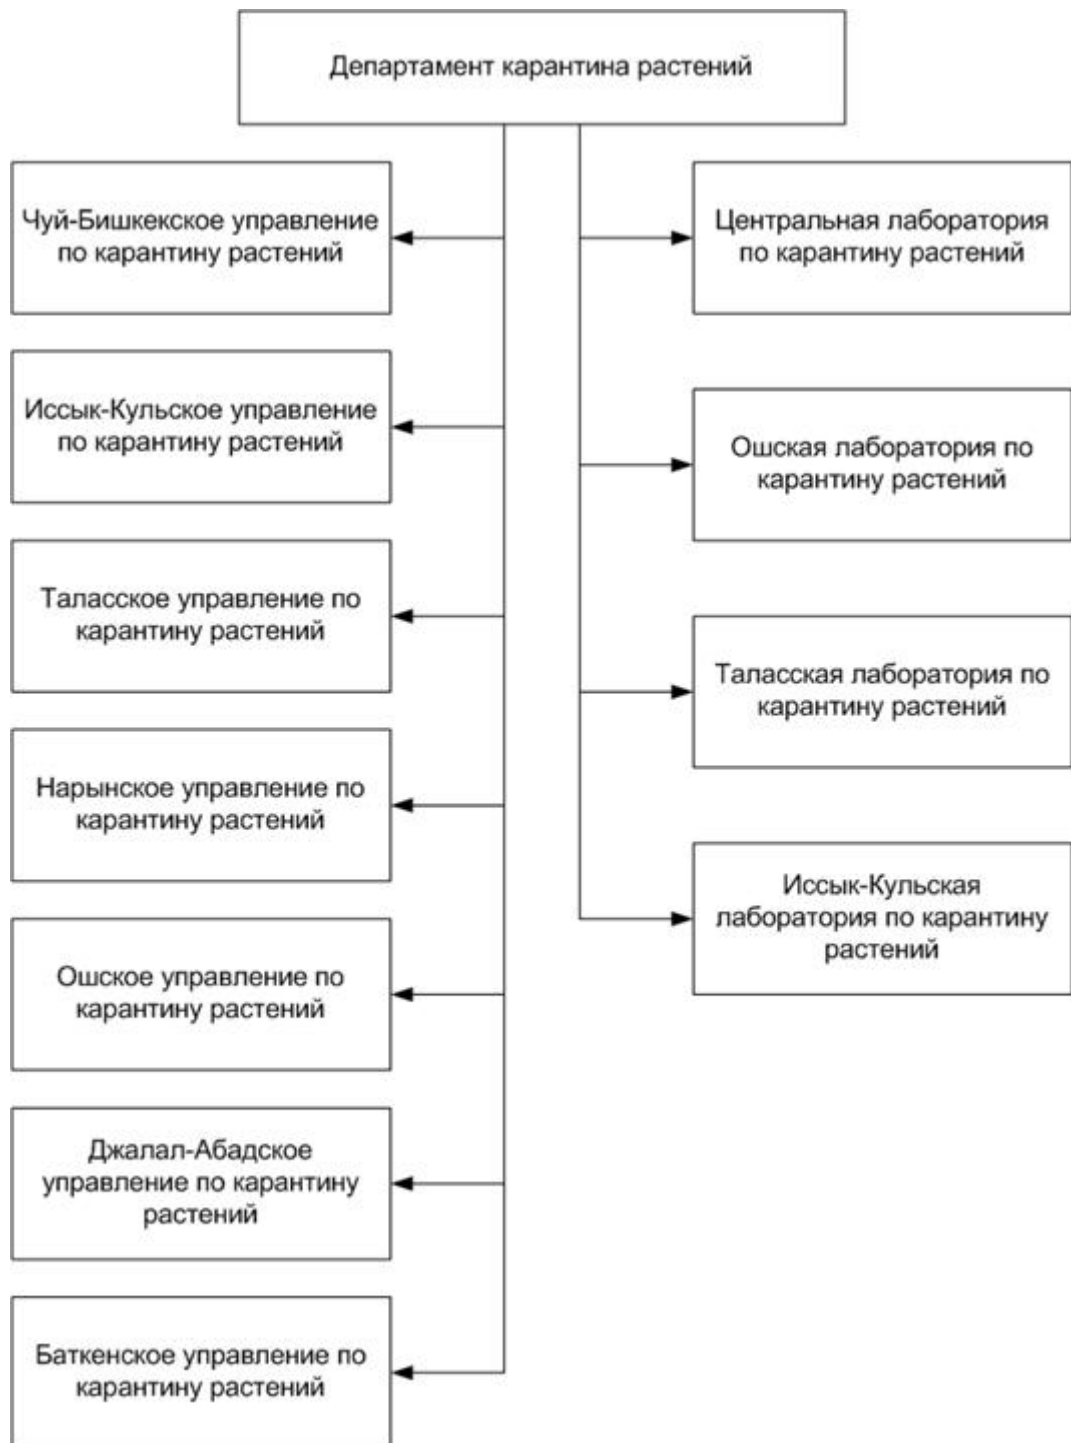 Департамент карантина растений
Чуй-Бишкекское управление
по карантину растений
Иссык-Кульское управление
по карантину растений
Таласское управление по
карантину растений
Нарынское управление по
карантину растений
Ошское управление по
карантину растений
Джалал-Абадское
управление по карантину
растений
Баткенское управление по
карантину растений
Центральная лаборатория
по карантину растений
Ошская лаборатория по
карантину растений
Таласская лаборатория по
карантину растений
Иссык-Кульская
лаборатория по карантину
растений